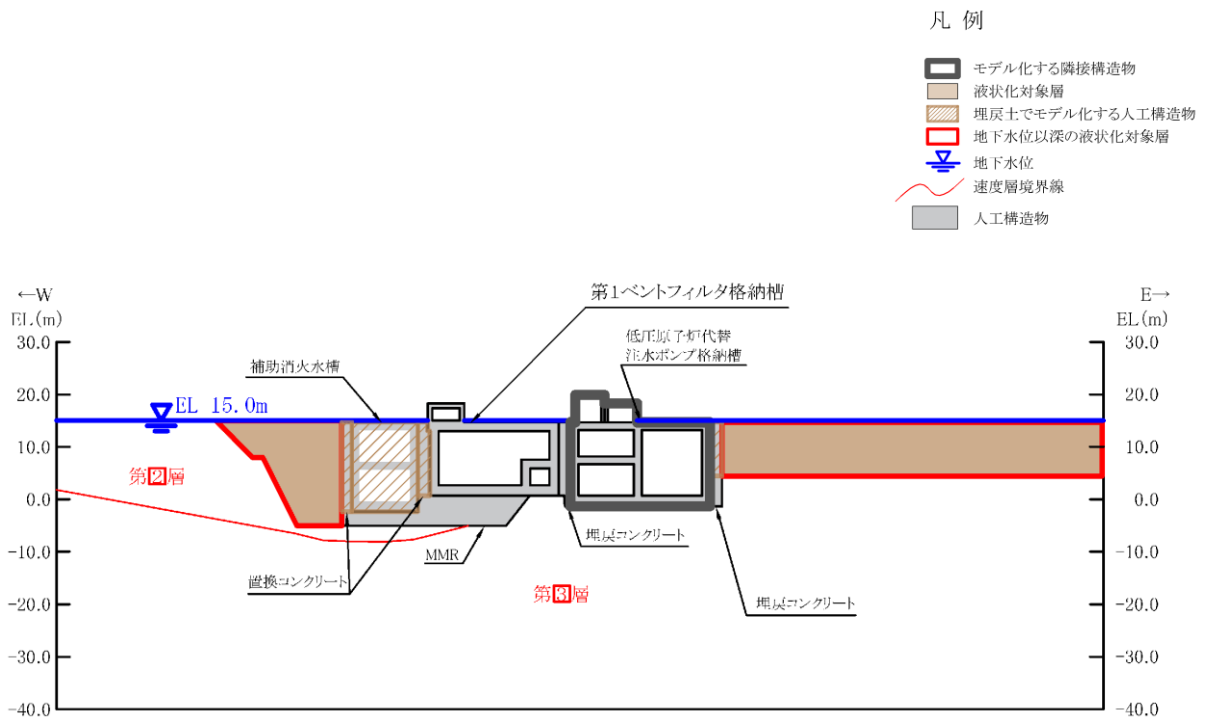 凡 例
モデル化する隣接構造物
液状化対象層
埋戻土でモデル化する人工構造物
地下水位以深の液状化対象層
地下水位
速度層境界線
人工構造物
←W
EL(m)
E→
EL(m)
第1ベントフィルタ格納槽
低圧原子炉代替
注水ポンプ格納槽
補助消火水槽
EL 15.0m
30.0
20.0
10.0
0.0
-10.0
-20.0
-30.0
-40.0
30.0
20.0
10.0
0.0
-10.0
-20.0
-30.0
-40.0
第2層
埋戻コンクリート
MMR
置換コンクリート
第3層
埋戻コンクリート